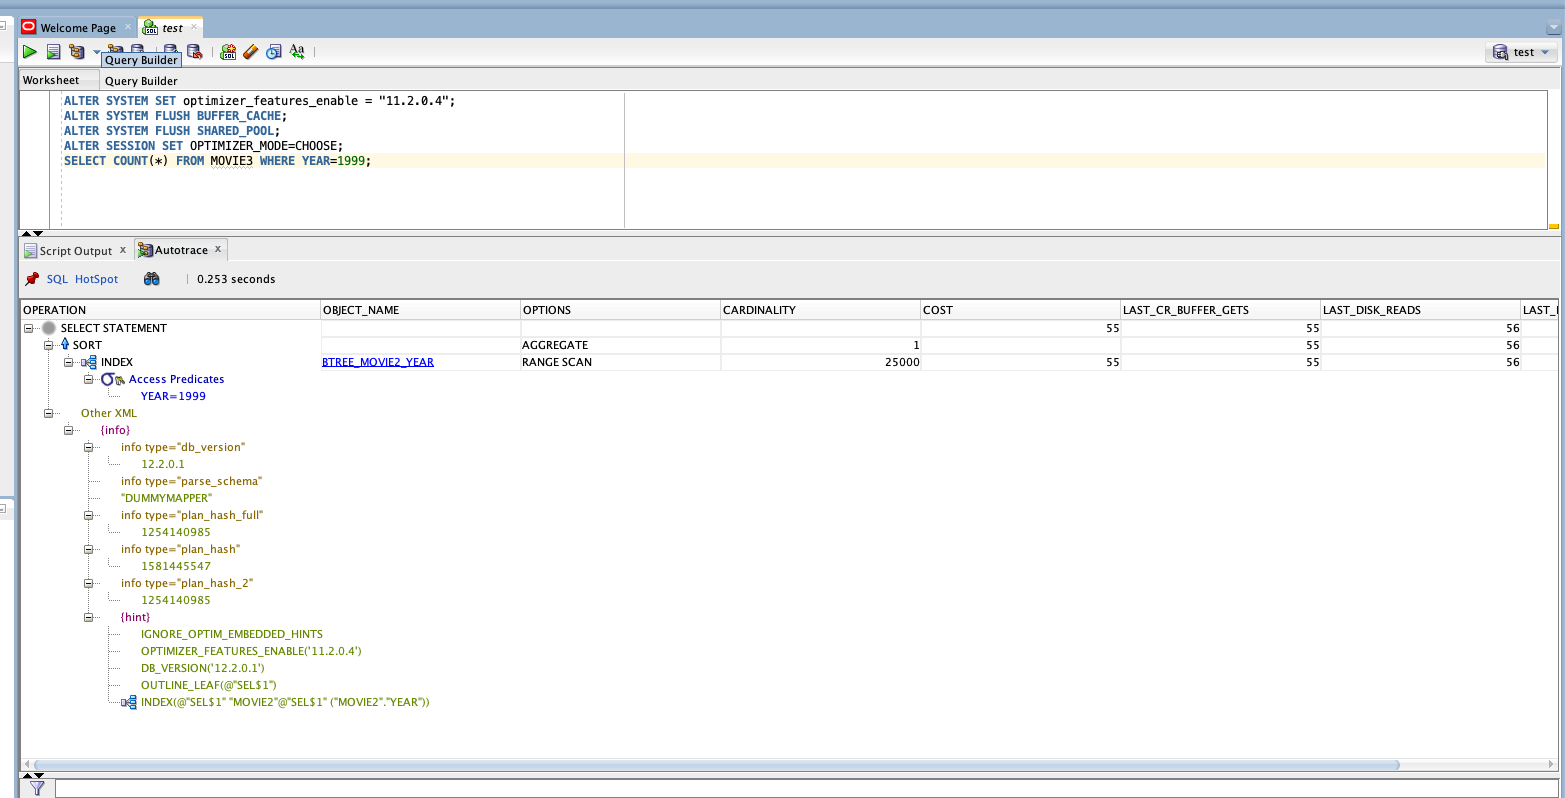 Welcome Page
test
Query Builder
test
Worksheet
Query Builder
ALTER SYSTEM SET optimizer_features_enable = "11.2.0.4";
ALTER SYSTEM FLUSH BUFFER_CACHE;
ALTER SYSTEM FLUSH SHARED_POOL;
ALTER SESSION SET OPTIMIZER_MODE=CHOOSE;
SELECT COUNT(*) FROM MOVIE3 WHERE YEAR=1999;
Script Output x Autotrace x
SQL HotSpot 0.253 seconds
OPERATION OBJECT_NAME OPTIONS CARDINALITY COST LAST_CR_BUFFER_GETS LAST_DISK_READS
SELECT STATEMENT 55 55 56
SORT AGGREGATE 1 55 56
INDEX BTREE_MOVIE2_YEAR RANGE SCAN 25000 55 55 56
Access Predicates
YEAR=1999
Other XML
{info}
info type="db_version"
12.2.0.1
info type="parse_schema"
"DUMMYMAPPER"
info type="plan_hash_full"
1254140985
info type="plan_hash"
1581445547
info type="plan_hash_2"
1254140985
{hint}
IGNORE_OPTIM_EMBEDDED_HINTS
OPTIMIZER_FEATURES_ENABLE('11.2.0.4')
DB_VERSION('12.2.0.1')
OUTLINE_LEAF(@"SEL$1")
INDEX(@"SEL$1" "MOVIE2"@"SEL$1" ("MOVIE2"."YEAR"))